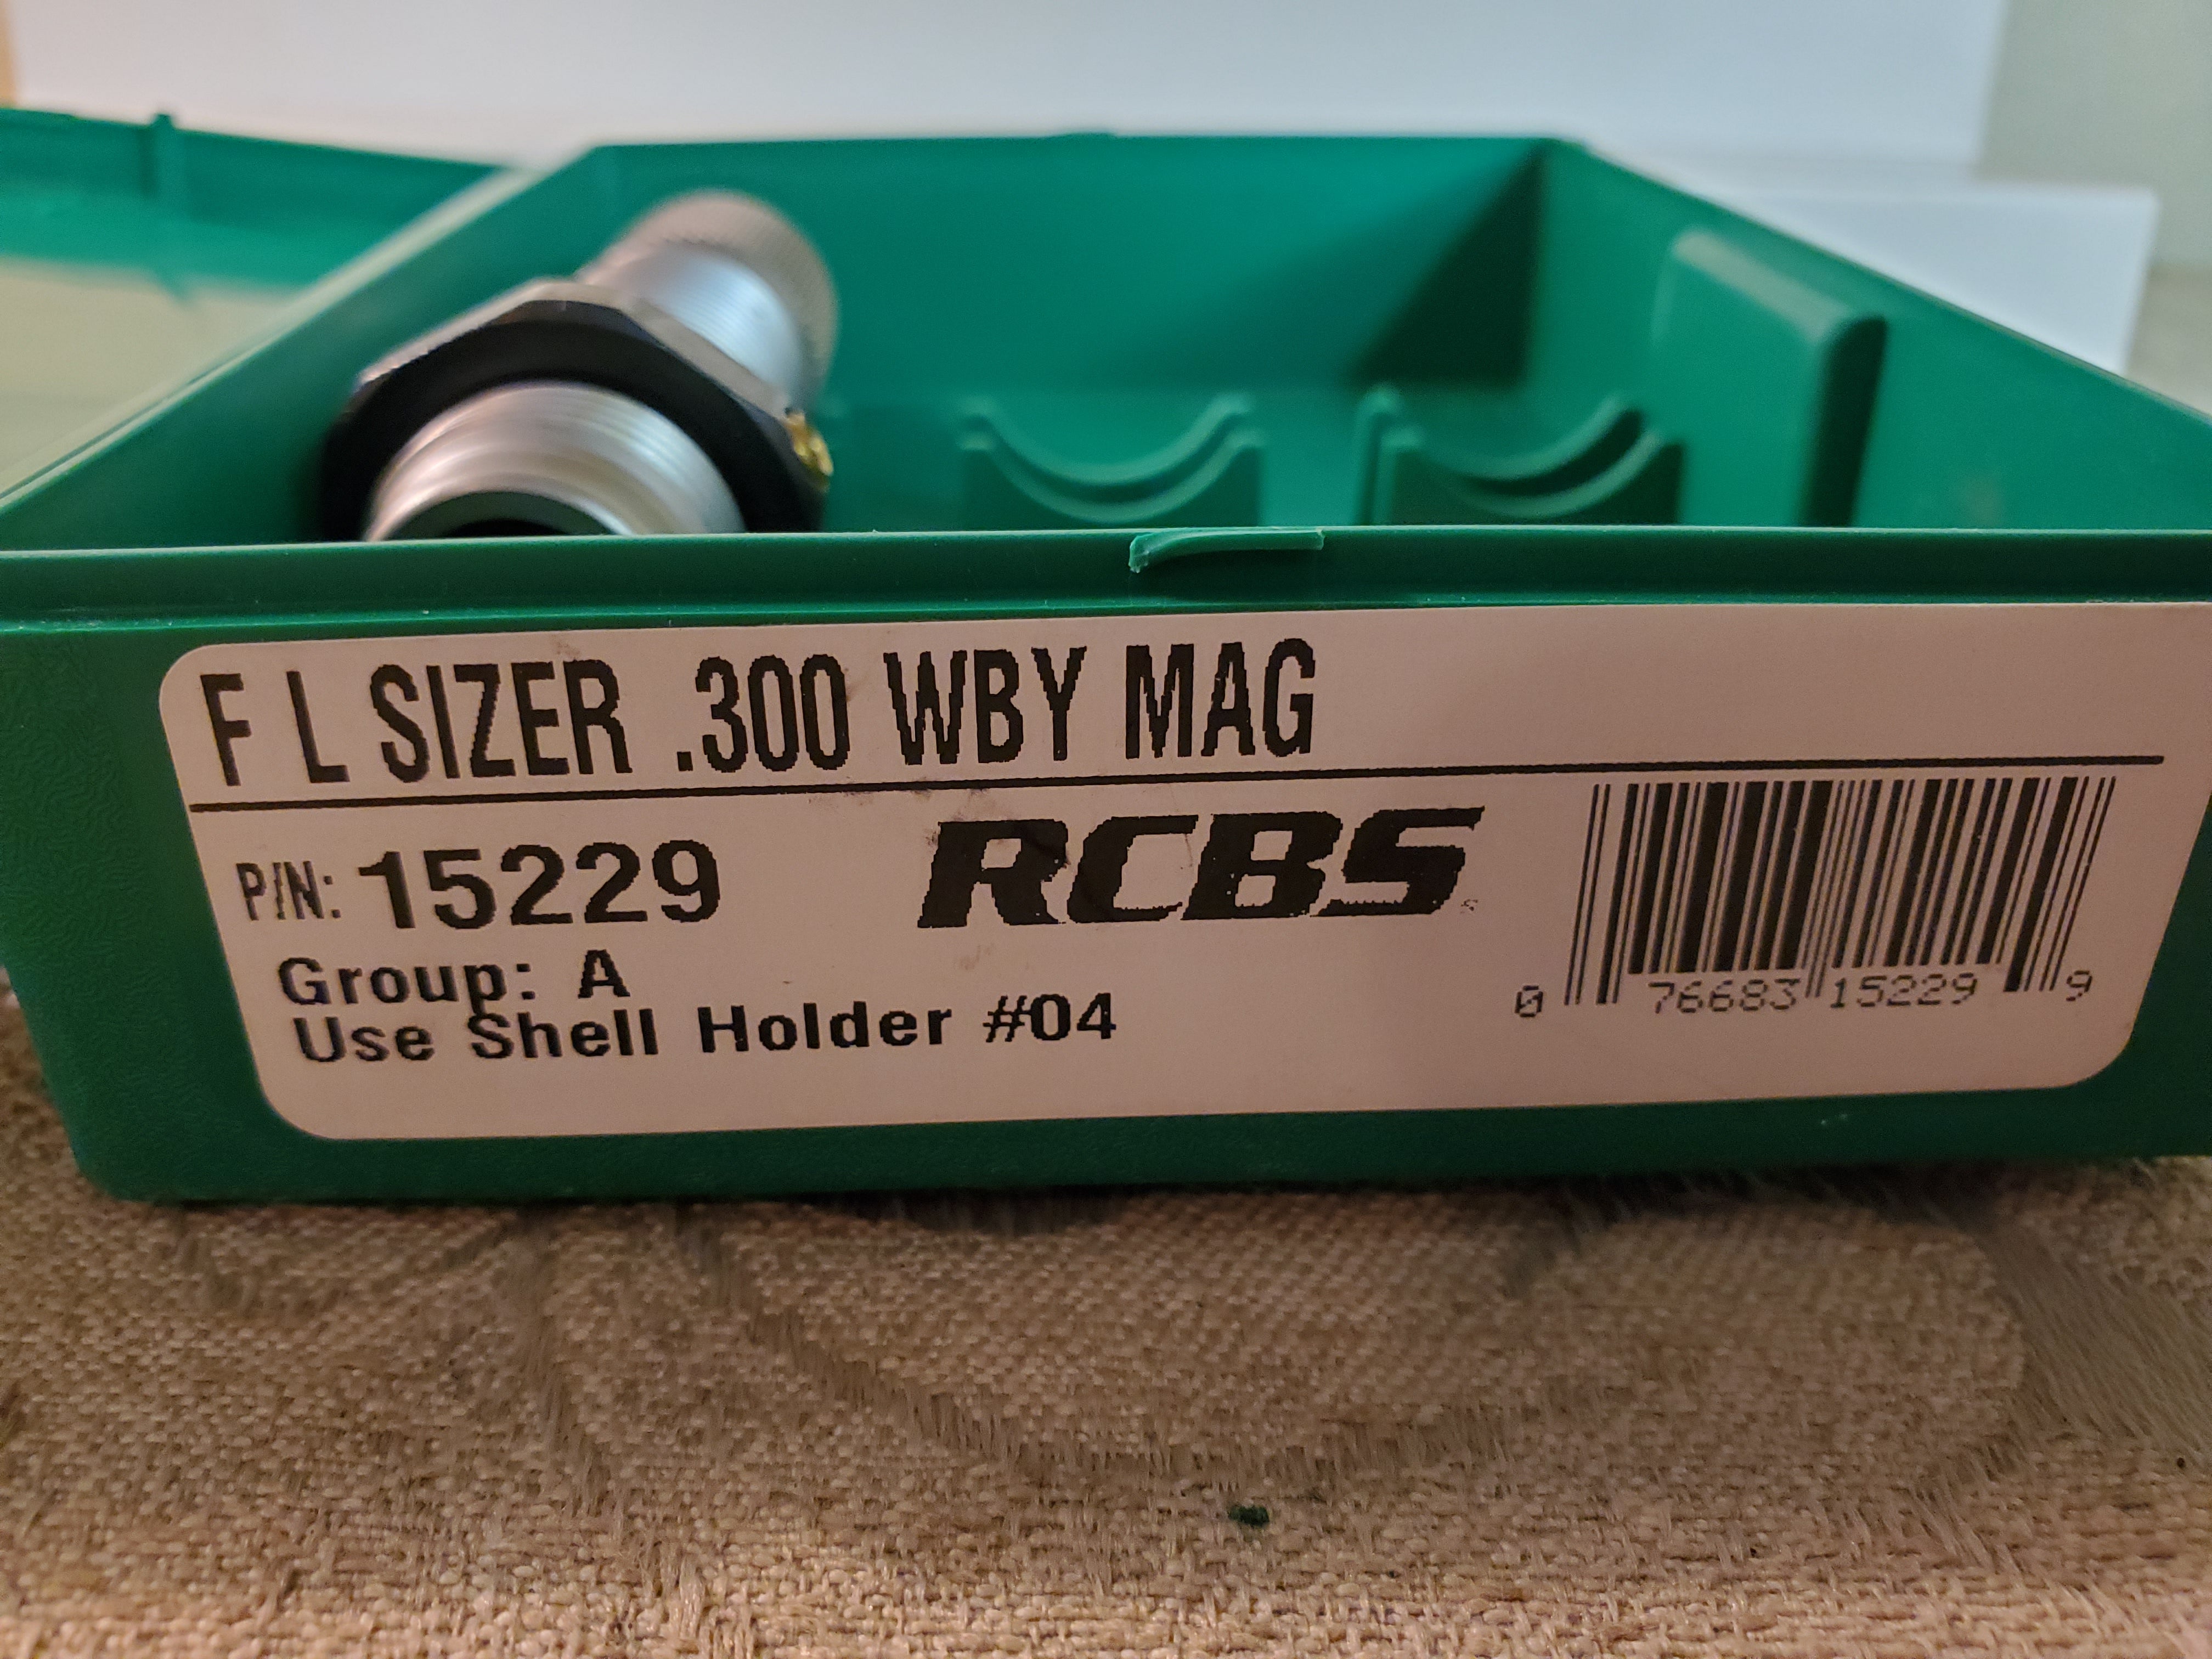 F L SIZER .300 WBY MAG
P/N: 15229
RCBS
Group: A
Use Shell Holder #04
0 76683 15229 9